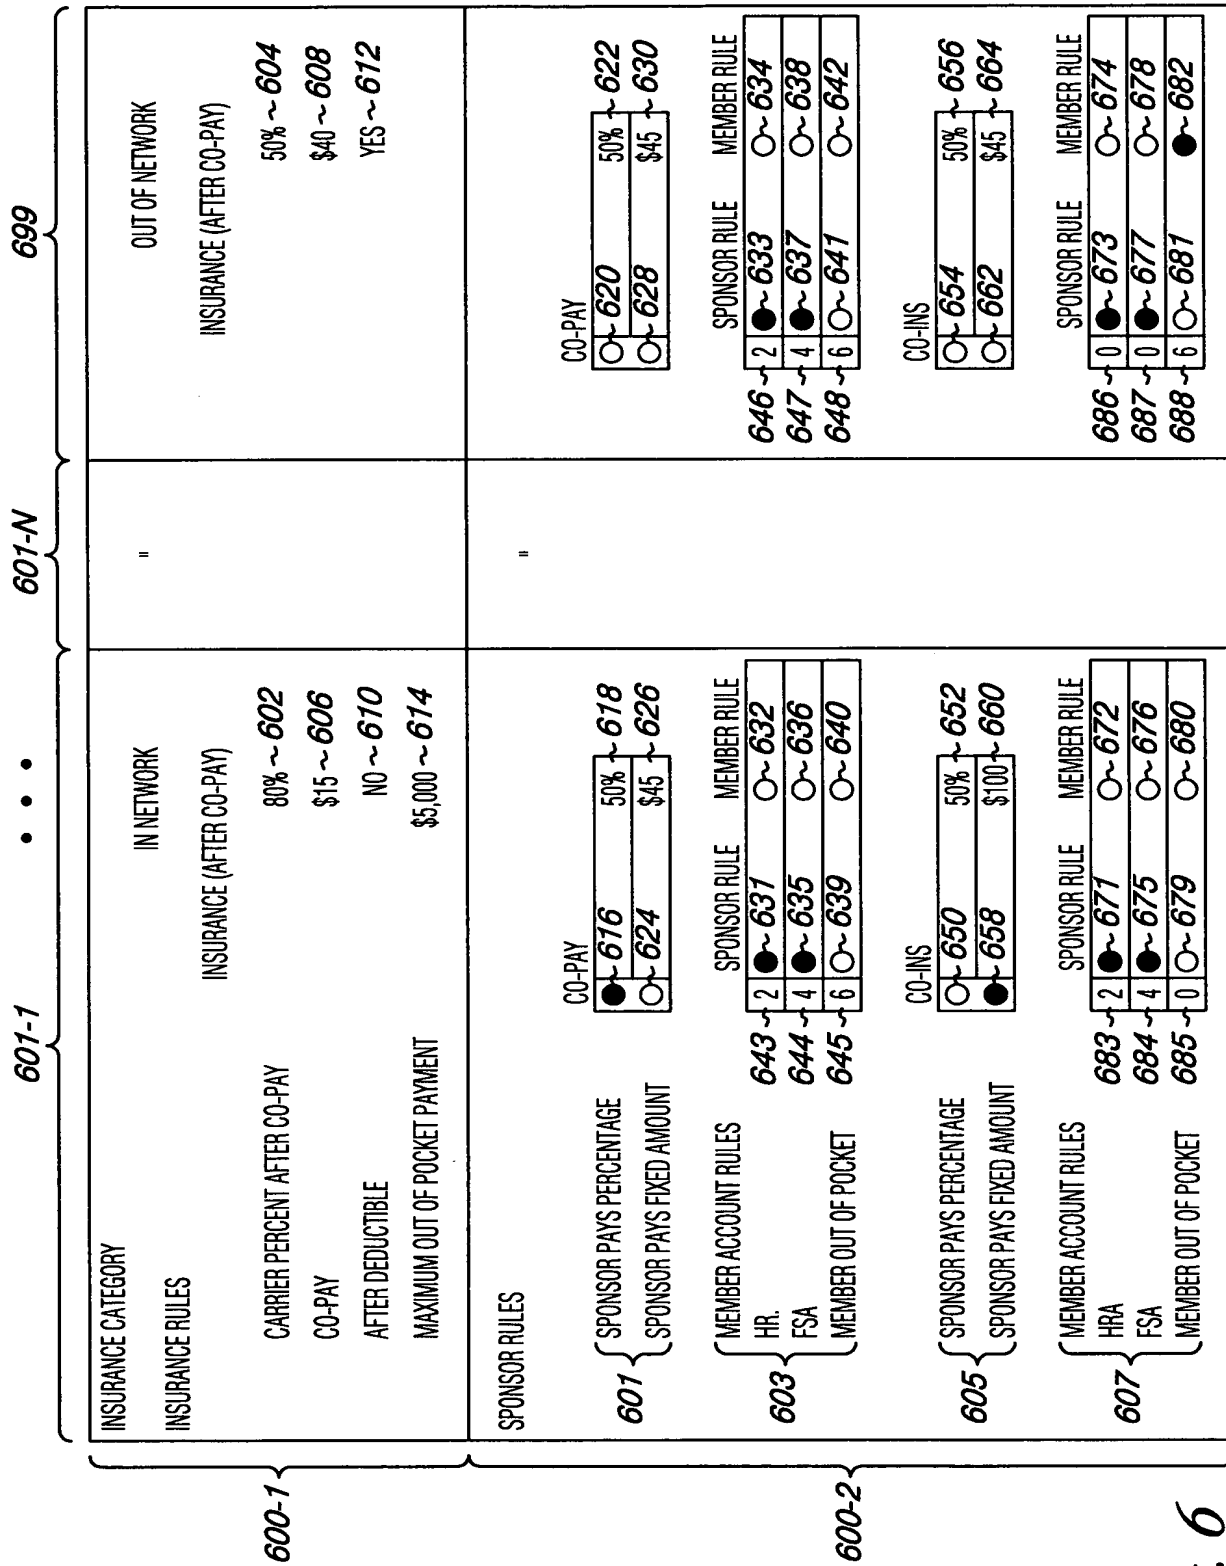 601-1 • • • 601-N 699
600-1
INSURANCE CATEGORY IN NETWORK " OUT OF NETWORK
INSURANCE RULES
INSURANCE (AFTER CO-PAY) INSURANCE (AFTER CO-PAY)
CARRIER PERCENT AFTER CO-PAY 80% ~ 602 50% ~ 604
CO-PAY $15 ~ 606 $40 ~ 608
AFTER DEDUCTIBLE NO ~ 610 YES ~ 612
MAXIMUM OUT OF POCKET PAYMENT $5,000 ~ 614
600-2
SPONSOR RULES "
CO-PAY CO-PAY
601 SPONSOR PAYS PERCENTAGE 616 50% ~ 618 620 50% ~ 622
SPONSOR PAYS FIXED AMOUNT 624 $45 ~ 626 628 $45 ~ 630
SPONSOR RULE MEMBER RULE SPONSOR RULE MEMBER RULE
603 MEMBER ACCOUNT RULES
HR. 643 ~ 2 631 632 646 ~ 2 633 634
FSA 644 ~ 4 635 636 647 ~ 4 637 638
MEMBER OUT OF POCKET 645 ~ 6 639 640 648 ~ 6 641 642
CO-INS CO-INS
605 SPONSOR PAYS PERCENTAGE 650 50% ~ 652 654 50% ~ 656
SPONSOR PAYS FIXED AMOUNT 658 $100 ~ 660 662 $45 ~ 664
SPONSOR RULE MEMBER RULE SPONSOR RULE MEMBER RULE
607 MEMBER ACCOUNT RULES
HRA 683 ~ 2 671 672 686 ~ 0 673 674
FSA 684 ~ 4 675 676 687 ~ 0 677 678
MEMBER OUT OF POCKET 685 ~ 0 679 680 688 ~ 6 681 682
6